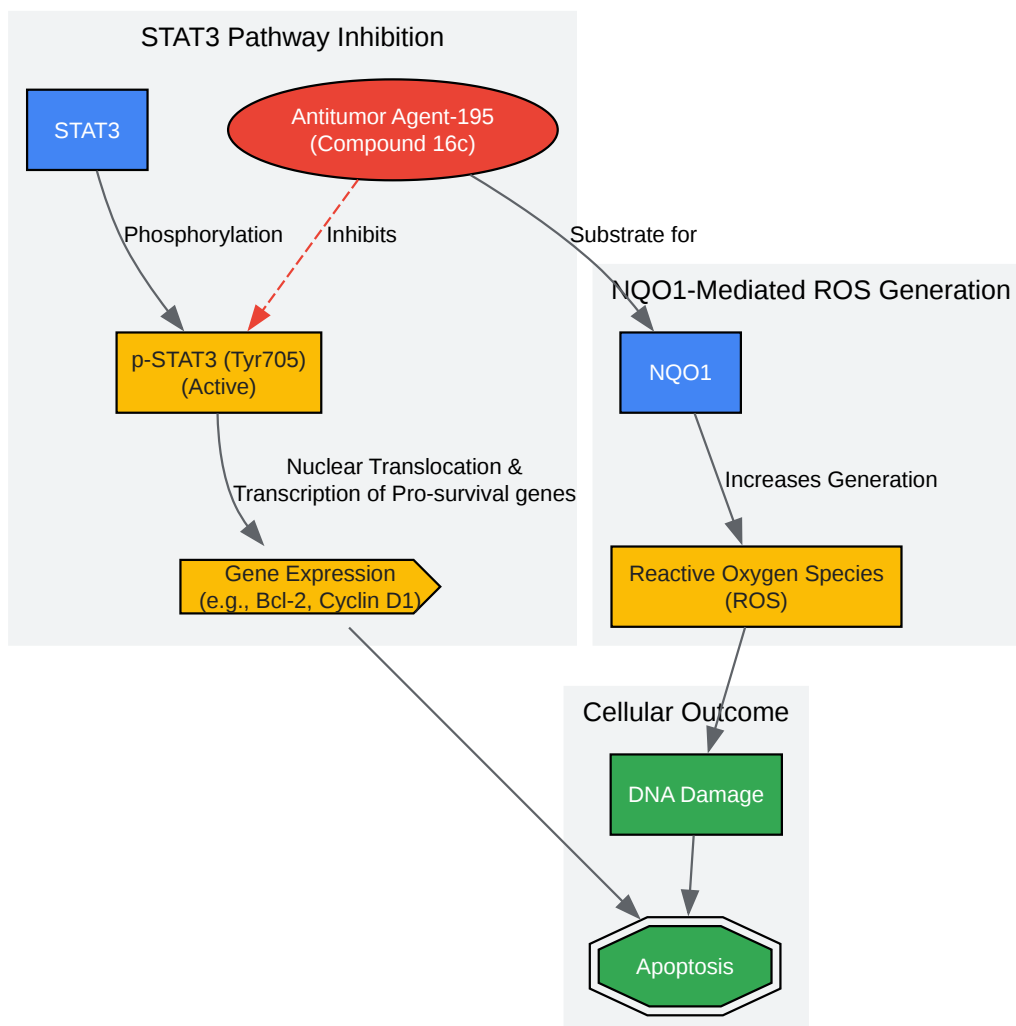 STAT3 Pathway Inhibition
STAT3
Antitumor Agent-195
(Compound 16c)
Phosphorylation
Inhibits
Substrate for
NQO1-Mediated ROS Generation
p-STAT3 (Tyr705)
(Active)
NQO1
Nuclear Translocation &
Transcription of Pro-survival genes
Increases Generation
Gene Expression
(e.g., Bcl-2, Cyclin D1)
Reactive Oxygen Species
(ROS)
Cellular Outcome
DNA Damage
Apoptosis